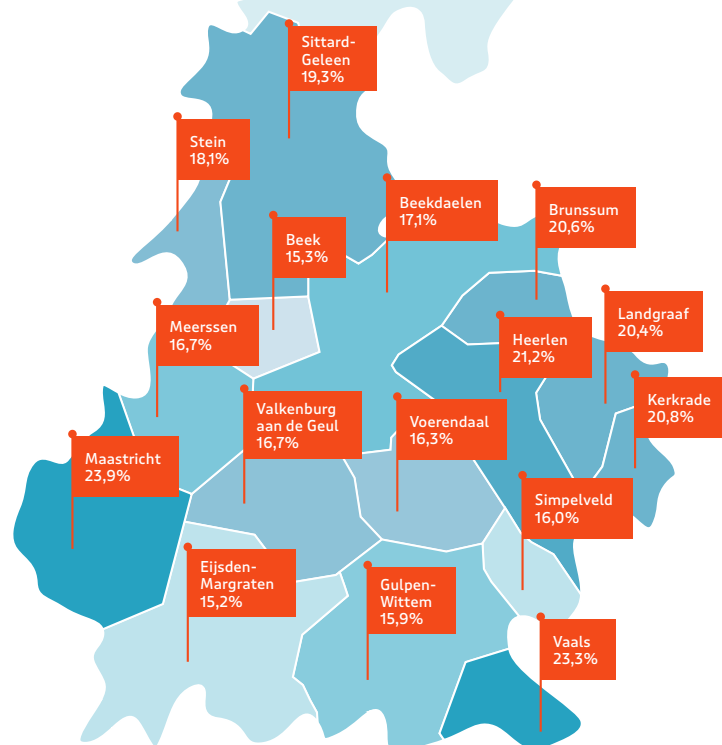 Sittard-
Geleen
19,3%
Stein
18,1%
Beekdaelen
17,1%
Brunssum
20,6%
Beek
15,3%
Meerssen
16,7%
Heerlen
21,2%
Landgraaf
20,4%
Kerkrade
20,8%
Valkenburg
aan de Geul
16,7%
Voerendaal
16,3%
Maastricht
23,9%
Simpelveld
16,0%
Eijsden-
Margraten
15,2%
Gulpen-
Wittem
15,9%
Vaals
23,3%